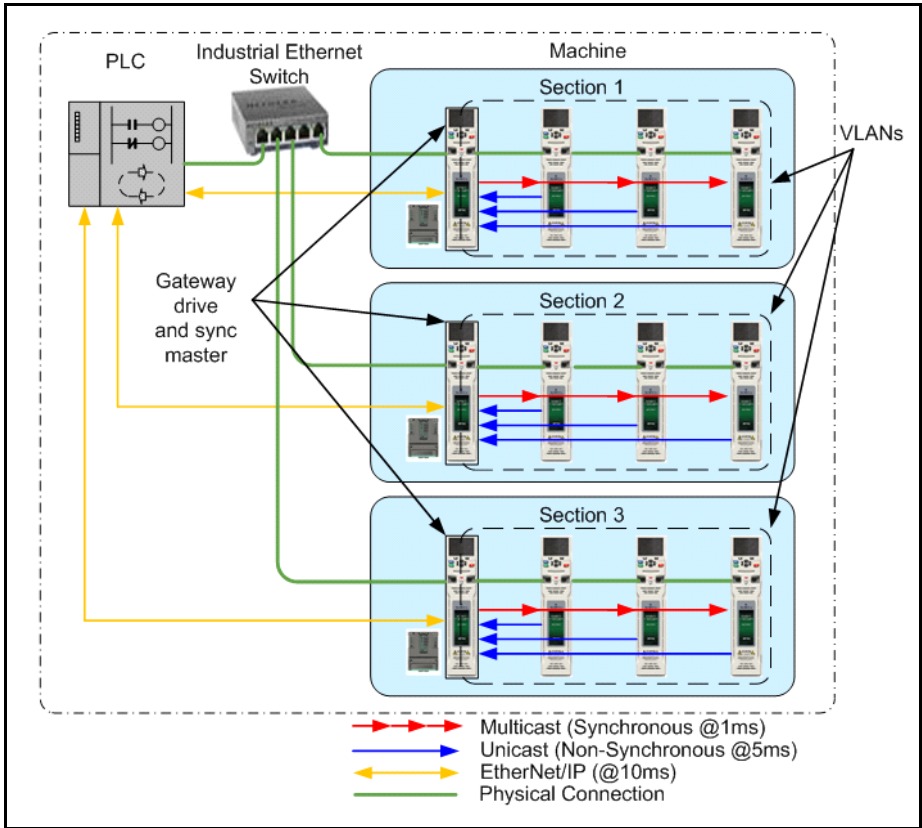 PLC
Industrial Ethernet
Switch
Machine
Section 1
VLANs
Gateway
drive
and sync
master
Section 2
Section 3
Multicast (Synchronous @1ms)
Unicast (Non-Synchronous @5ms)
EtherNet/IP (@10ms)
Physical Connection